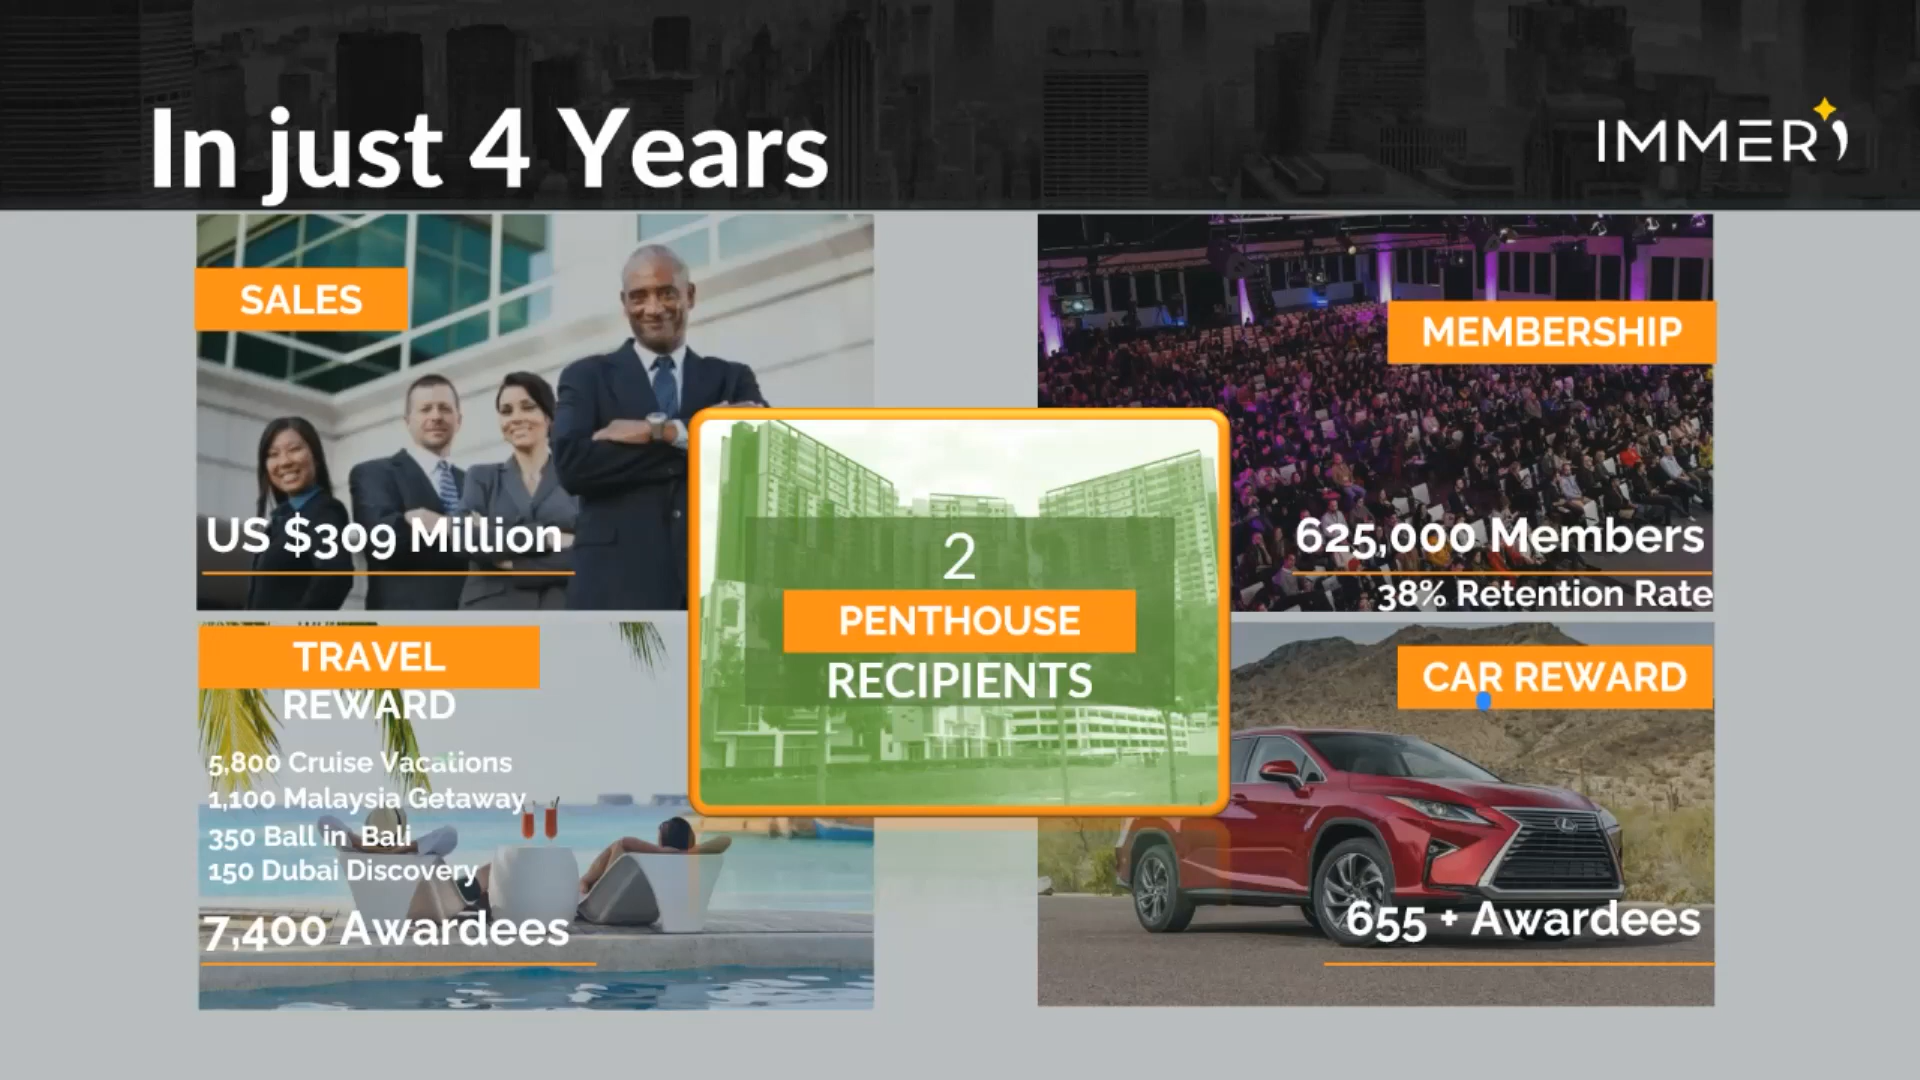 In just 4 Years
IMMERI
SALES
US $309 Million
MEMBERSHIP
625,000 Members
38% Retention Rate
2
PENTHOUSE
RECIPIENTS
TRAVEL
REWARD
5,800 Cruise Vacations
1,100 Malaysia Getaway
350 Ball in Bali
150 Dubai Discovery
7,400 Awardees
CAR REWARD
655 + Awardees